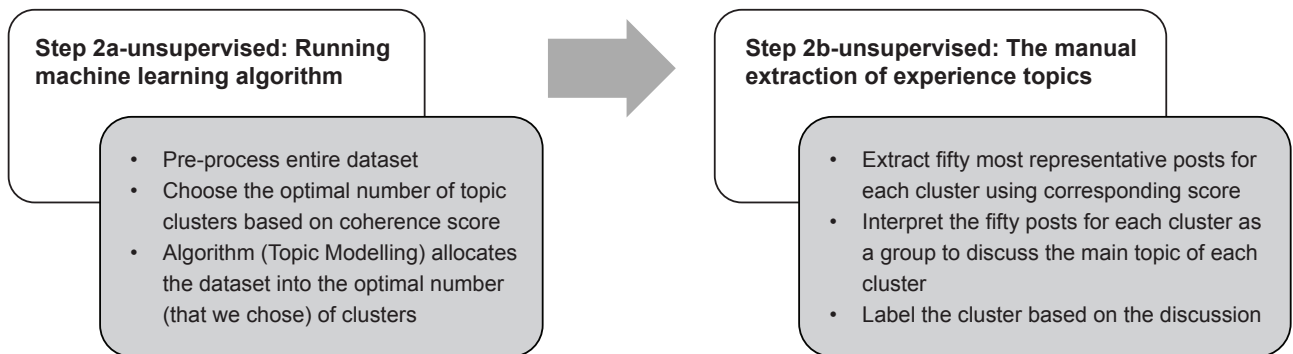 Step 2a-unsupervised: Running
machine learning algorithm
• Pre-process entire dataset
• Choose the optimal number of topic
clusters based on coherence score
• Algorithm (Topic Modelling) allocates
the dataset into the optimal number
(that we chose) of clusters
Step 2b-unsupervised: The manual
extraction of experience topics
• Extract fifty most representative posts for
each cluster using corresponding score
• Interpret the fifty posts for each cluster as
a group to discuss the main topic of each
cluster
• Label the cluster based on the discussion